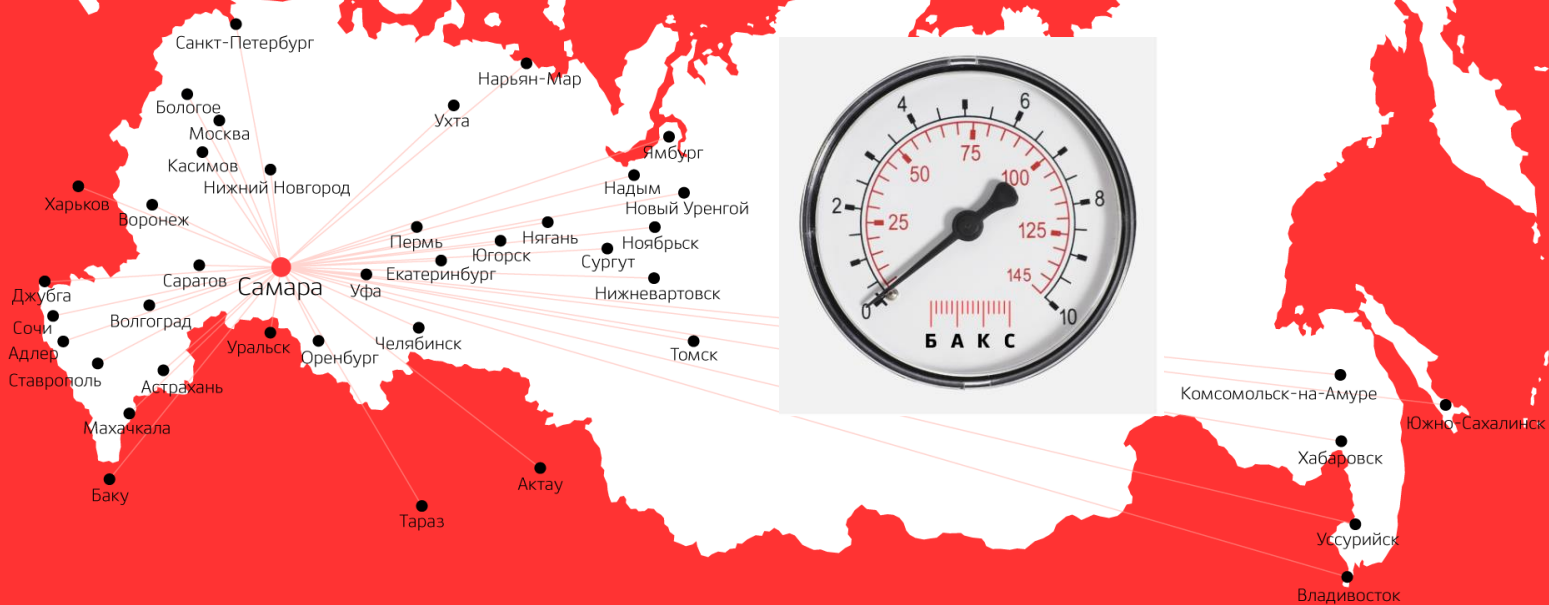 Санкт-Петербург
Нарьян-Мар
Бологое
Ухта
Москва
Касимов
Ямбург
Нижний Новгород
Надым
Харьков
Новый Уренгой
Воронеж
Пермь
Нягань
Ноябрьск
Югорск
Сургут
Екатеринбург
Саратов
Самара
Уфа
Нижневартовск
Джубга
Волгоград
Сочи
Адлер
Уральск
Оренбург
Челябинск
Томск
Ставрополь
Астрахань
Махачкала
Баку
Актау
Тараз
0
2
4
6
8
10
25
50
75
100
125
145
БАКС
Комсомольск-на-Амуре
Южно-Сахалинск
Хабаровск
Уссурийск
Владивосток